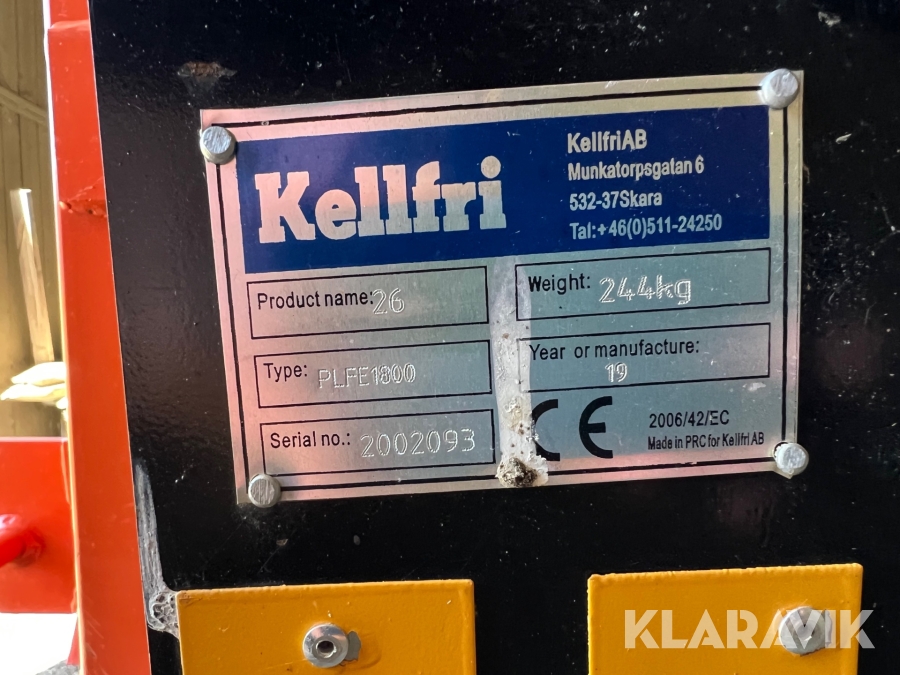 Kellfri
KellfriAB
Munkatorpsgatan 6
532-37Skara
Tal:+46(0)511-24250
Product name: 26
Weight: 244kg
Type: PLFE1800
Year or manufacture: 19
Serial no.: 2002093
CE
2006/42/EC
Made in PRC for Kellfri AB
KLARAVIK